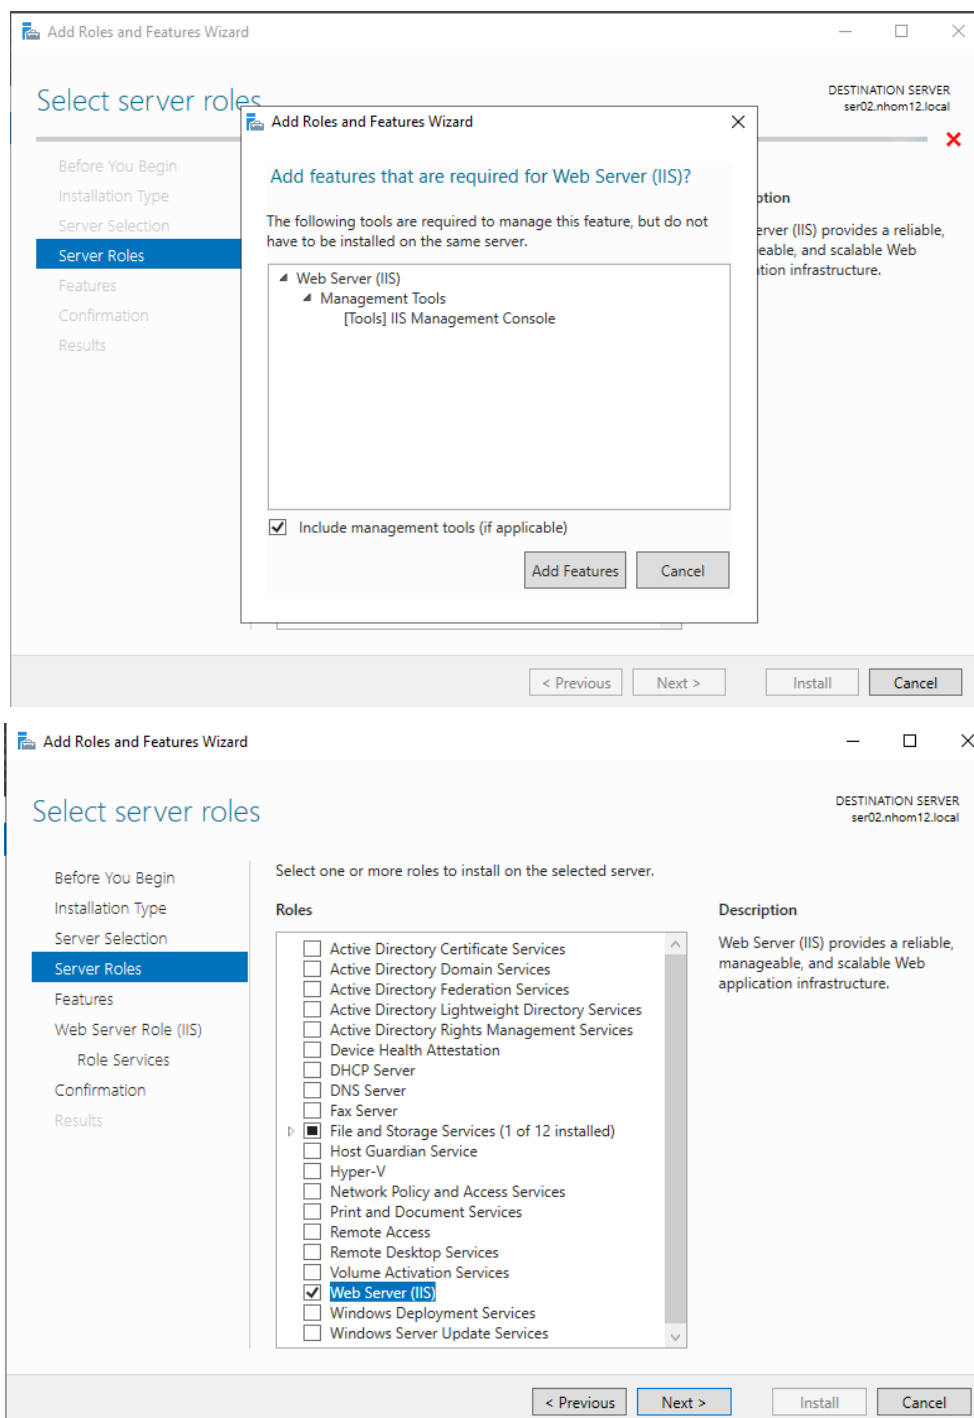 Add Roles and Features Wizard
Select server roles
DESTINATION SERVER
ser02.nhom12.local
Before You Begin
Installation Type
Server Selection
Server Roles
Features
Confirmation
Results
Add Roles and Features Wizard
Add features that are required for Web Server (IIS)?
The following tools are required to manage this feature, but do not
have to be installed on the same server.
Web Server (IIS)
Management Tools
[Tools] IIS Management Console
Include management tools (if applicable)
Add Features
Cancel
provides a reliable,
and scalable Web
infrastructure.
< Previous
Next >
Install
Cancel
Add Roles and Features Wizard
Select server roles
DESTINATION SERVER
ser02.nhom12.local
Before You Begin
Installation Type
Server Selection
Server Roles
Features
Web Server Role (IIS)
Role Services
Confirmation
Results
Select one or more roles to install on the selected server.
Roles
Active Directory Certificate Services
Active Directory Domain Services
Active Directory Federation Services
Active Directory Lightweight Directory Services
Active Directory Rights Management Services
Device Health Attestation
DHCP Server
DNS Server
Fax Server
File and Storage Services (1 of 12 installed)
Host Guardian Service
Hyper-V
Network Policy and Access Services
Print and Document Services
Remote Access
Remote Desktop Services
Volume Activation Services
Web Server (IIS)
Windows Deployment Services
Windows Server Update Services
Description
Web Server (IIS) provides a reliable,
manageable, and scalable Web
application infrastructure.
< Previous
Next >
Install
Cancel